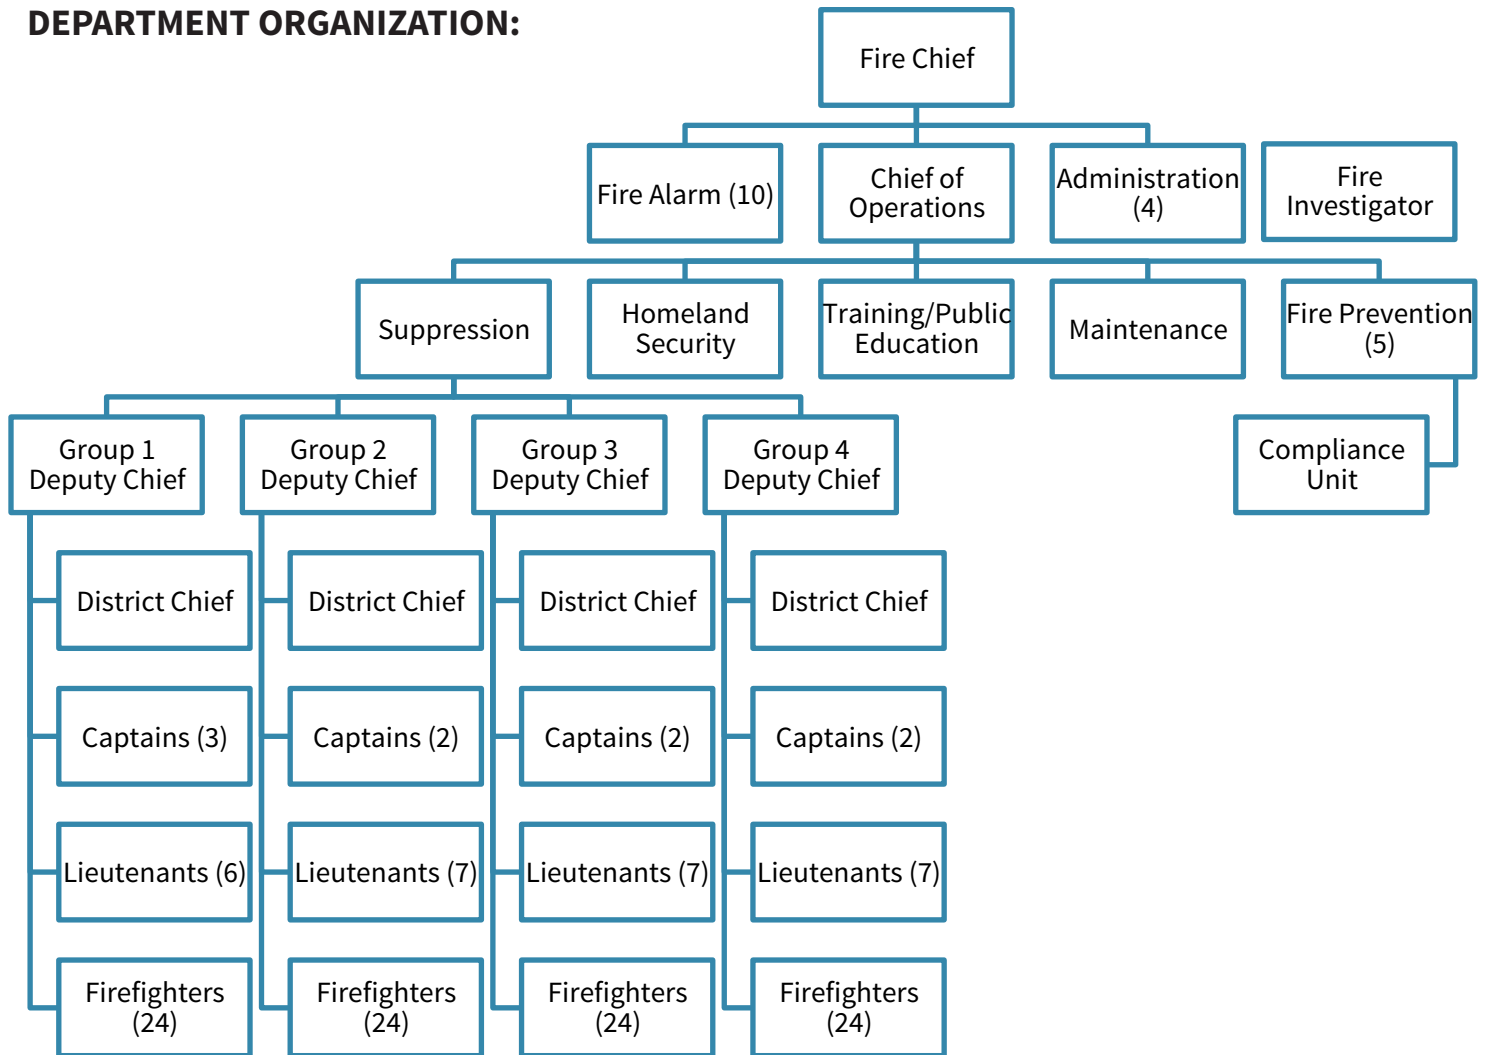 DEPARTMENT ORGANIZATION:
Fire Chief
Fire Alarm (10)
Chief of
Operations
Administration
(4)
Fire
Investigator
Suppression
Homeland
Security
Training/Public
Education
Maintenance
Fire Prevention
(5)
Group 1
Deputy Chief
Group 2
Deputy Chief
Group 3
Deputy Chief
Group 4
Deputy Chief
Compliance
Unit
District Chief
District Chief
District Chief
District Chief
Captains (3)
Captains (2)
Captains (2)
Captains (2)
Lieutenants (6)
Lieutenants (7)
Lieutenants (7)
Lieutenants (7)
Firefighters
(24)
Firefighters
(24)
Firefighters
(24)
Firefighters
(24)